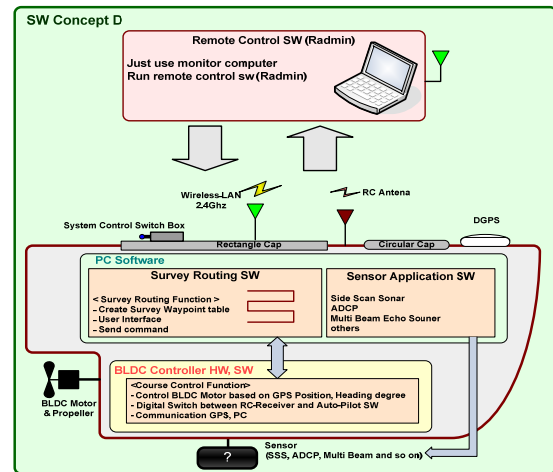 SW Concept D
Remote Control SW (Radmin)
Just use monitor computer
Run remote control sw(Radmin)
Wireless-LAN
2.4Ghz
RC Antena
DGPS
System Control Switch Box
Rectangle Cap
Circular Cap
PC Software
Survey Routing SW
< Survey Routing Function >
- Create Survey Waypoint table
- User Interface
- Send command
Sensor Application SW
Side Scan Sonar
ADCP
Multi Beam Echo Souner
others
BLDC Controller HW, SW
<Course Control Function>
- Control BLDC Motor based on GPS Position, Heading degree
- Digital Switch between RC-Receiver and Auto-Pilot SW
- Communication GPS, PC
BLDC Motor
& Propeller
?
Sensor
(SSS, ADCP, Multi Beam and so on)